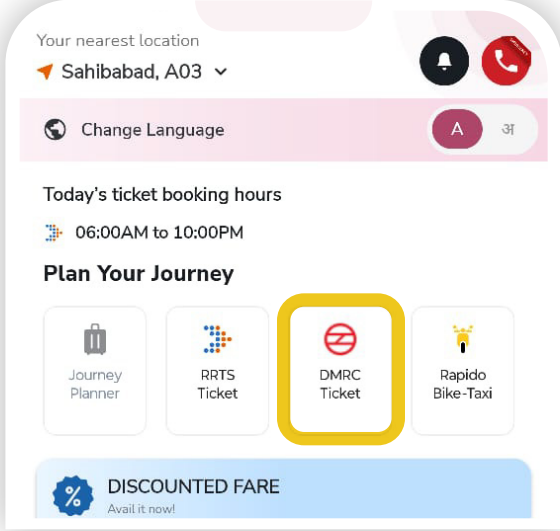 Your nearest location
Sahibabad, A03
Change Language
A अ
Today's ticket booking hours
06:00AM to 10:00PM
Plan Your Journey
Journey Planner
RRTS Ticket
DMRC Ticket
Rapido Bike-Taxi
%
DISCOUNTED FARE
Avail it now!